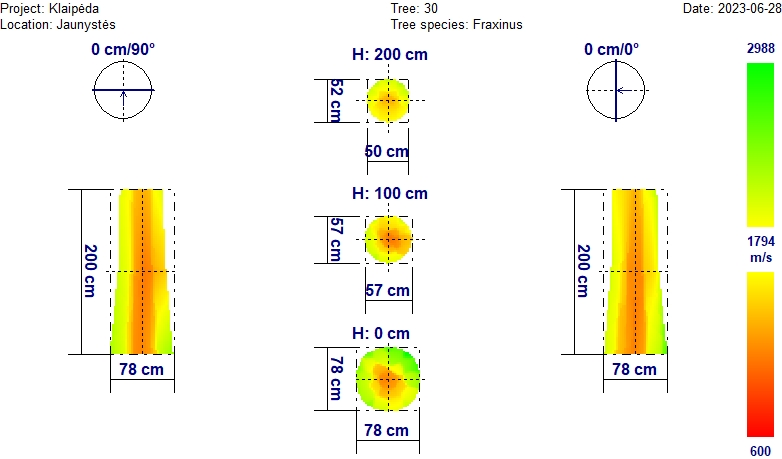 Project: Klaipėda
Tree: 30
Date: 2023-06-28
Location: Jaunystės
Tree species: Fraxinus
0 cm/90°
H: 200 cm
0 cm/0°
2988
52 cm
50 cm
H: 100 cm
57 cm
57 cm
200 cm
200 cm
1794
m/s
H: 0 cm
78 cm
78 cm
78 cm
78 cm
600